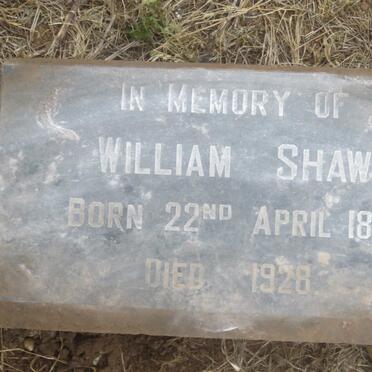 IN MEMORY OF
WILLIAM SHAW
BORN 22ND APRIL 18
DIED 1928